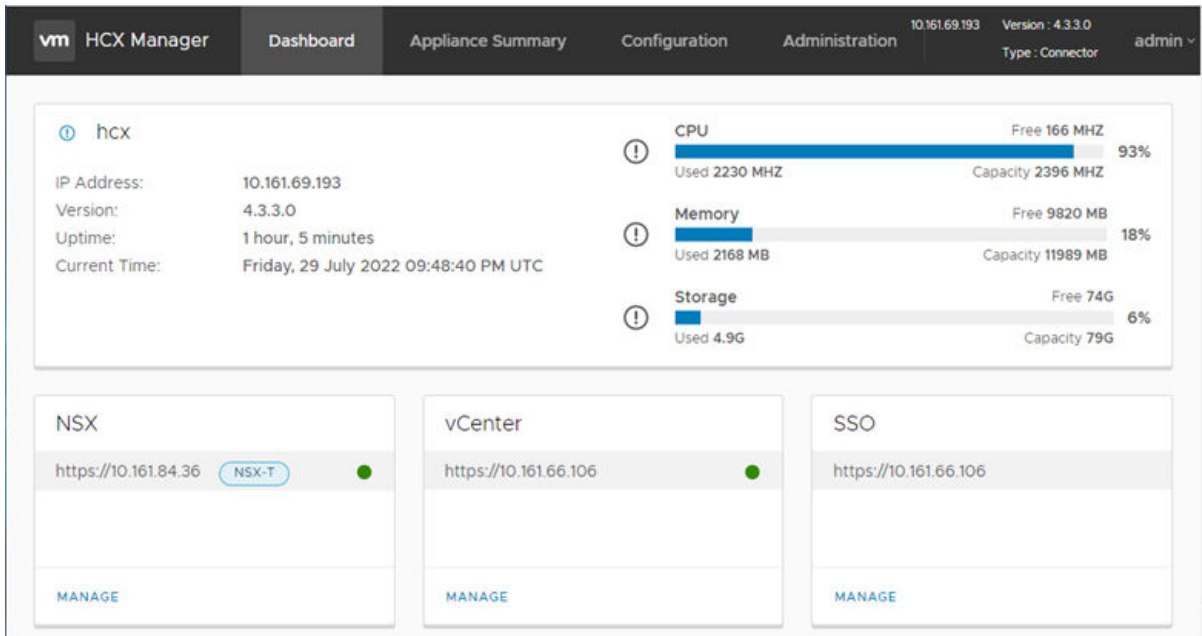 vm HCX Manager Dashboard Appliance Summary Configuration Administration 10.161.69.193 Version : 4.3.3.0 admin
Type : Connector
hcx
IP Address: 10.161.69.193
Version: 4.3.3.0
Uptime: 1 hour, 5 minutes
Current Time: Friday, 29 July 2022 09:48:40 PM UTC
CPU Free 166 MHZ
93%
Used 2230 MHZ Capacity 2396 MHZ
Memory Free 9820 MB
18%
Used 2168 MB Capacity 11989 MB
Storage Free 74G
6%
Used 4.9G Capacity 79G
NSX
https://10.161.84.36 NSX-T
MANAGE
vCenter
https://10.161.66.106
MANAGE
SSO
https://10.161.66.106
MANAGE